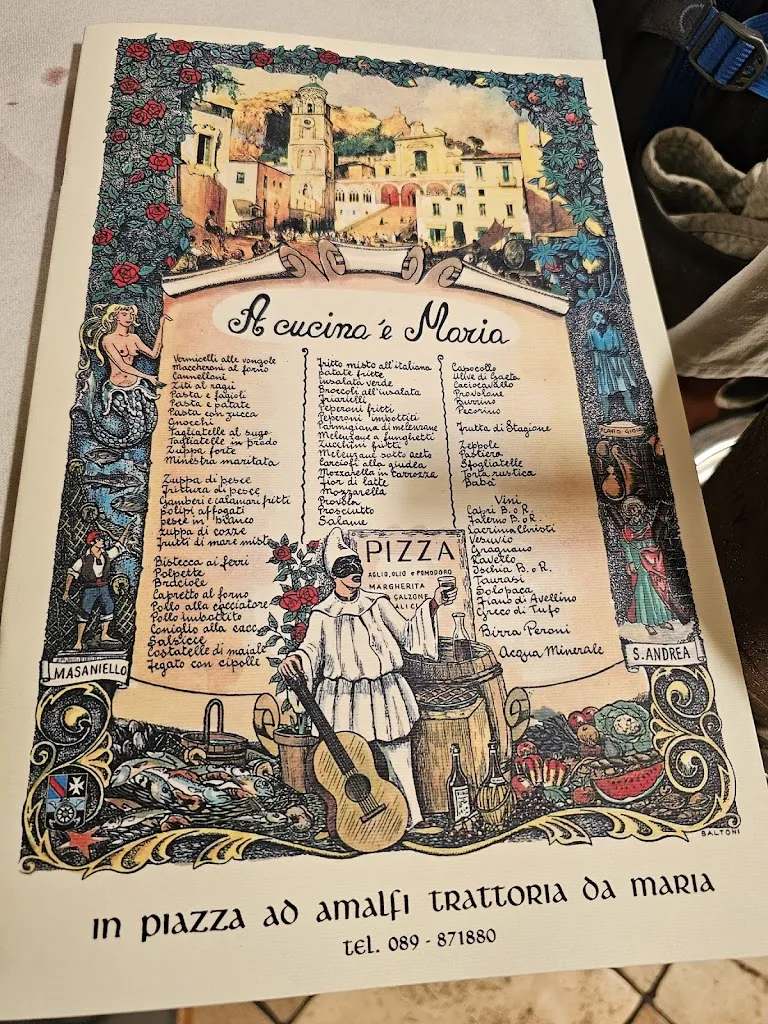 A cucina 'e Maria
Vermicelli alle vongole
Maccheroni al forno
Cannelloni
Ziti al ragù
Pasta e fagioli
Pasta e patate
Pasta con zucca
Gnocchi
Tagliatelle al sugo
Tagliatelle in brodo
Zuppa forte
Minestra maritata
Zuppa di pesce
Frittura di pesce
Gamberi e calamari fritti
Polipi affogati
pesce in bianco
zuppa di cozze
frutti di mare misto
Bistecca ai ferri
Polpette
Braciole
Capretto al forno
Pollo alla cacciatora
Pollo imbottito
Coniglio alla cacc
Salsicce
Costatelle di maiale
Fegato con cipolle
fritto misto all'italiana
patate fritte
insalata verde
Broccoli all'insalata
Friarielli
Peperoni fritti
Peperoni imbottiti
Parmigiana di melenzane
Melenzane a funghetti
Zucchini fritti
Melenzane sotto aceto
Carciofi alla giudea
Mozzarella in carrozza
Fior di latte
Mozzarella
Provola
Prosciutto
Salame
Capocollo
Ulive di Gaeta
Caciocavallo
Provolone
Burrino
Pecorino
Frutta di Stagione
Zeppole
Pastiera
Sfogliatelle
Torta rustica
Babà
Vini
Capri B. o R.
Falerno B. o R.
Lacrima Christi
Vesuvio
Gragnano
Ravello
Ischia B. o R.
Taurasi
Solopaca
Fiano di Avellino
Greco di Tufo
Birra Peroni
Acqua Minerale
PIZZA
AGLIO, OLIO e POMODORO
MARGHERITA
CALZONE
ALICI
FLAVIO GIOIA
MASANIELLO
S. ANDREA
BALTONI
in piazza ad amalfi trattoria da maria
tel. 089 - 871880